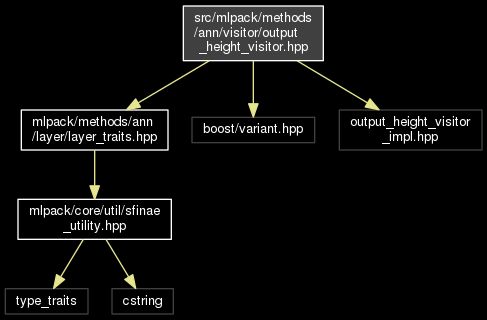 src/mlpack/methods
/ann/visitor/output
_height_visitor.hpp
mlpack/methods/ann
/layer/layer_traits.hpp
boost/variant.hpp
output_height_visitor
_impl.hpp
mlpack/core/util/sfinae
_utility.hpp
type_traits
cstring